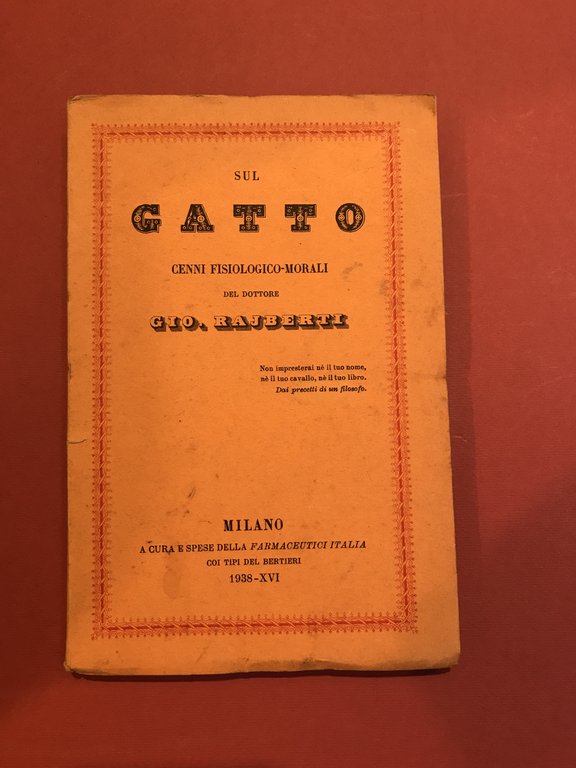 SUL
GATTO
CENNI FISIOLOGICO-MORALI
DEL DOTTORE
GIO. RAJBERTI
Non impresterai nè il tuo nome,
nè il tuo cavallo, nè il tuo libro.
Dai precetti di un filosofo.
MILANO
A CURA E SPESE DELLA FARMACEUTICI ITALIA
COI TIPI DEL BERTIERI
1938-XVI